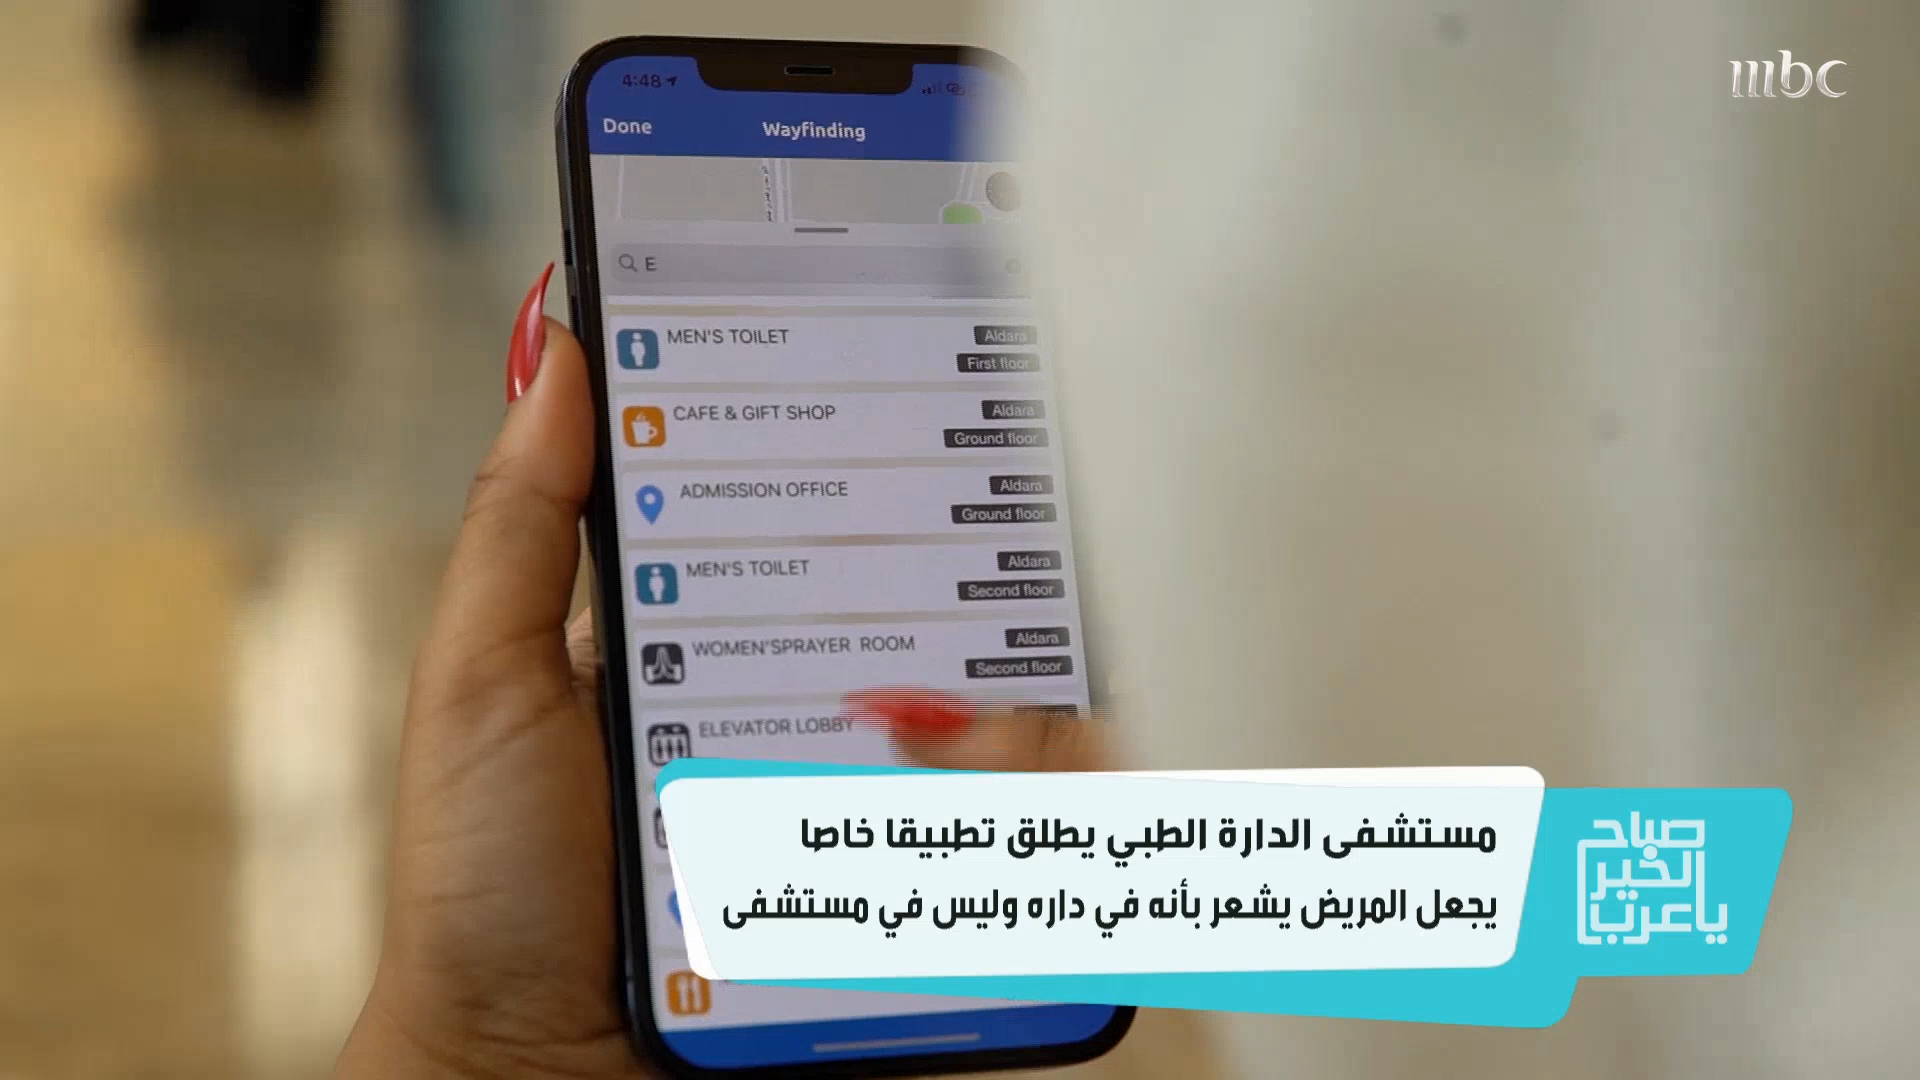 mbc
4:48
Done
Wayfinding
E
MEN'S TOILET
Aldara
First floor
CAFE & GIFT SHOP
Aldara
Ground floor
ADMISSION OFFICE
Aldara
Ground floor
MEN'S TOILET
Aldara
Second floor
WOMEN'SPRAYER ROOM
Aldara
Second floor
ELEVATOR LOBBY
مستشفى الدارة الطبي يطلق تطبيقا خاصا
يجعل المريض يشعر بأنه في داره وليس في مستشفى
صباح
الخير
ياعرب